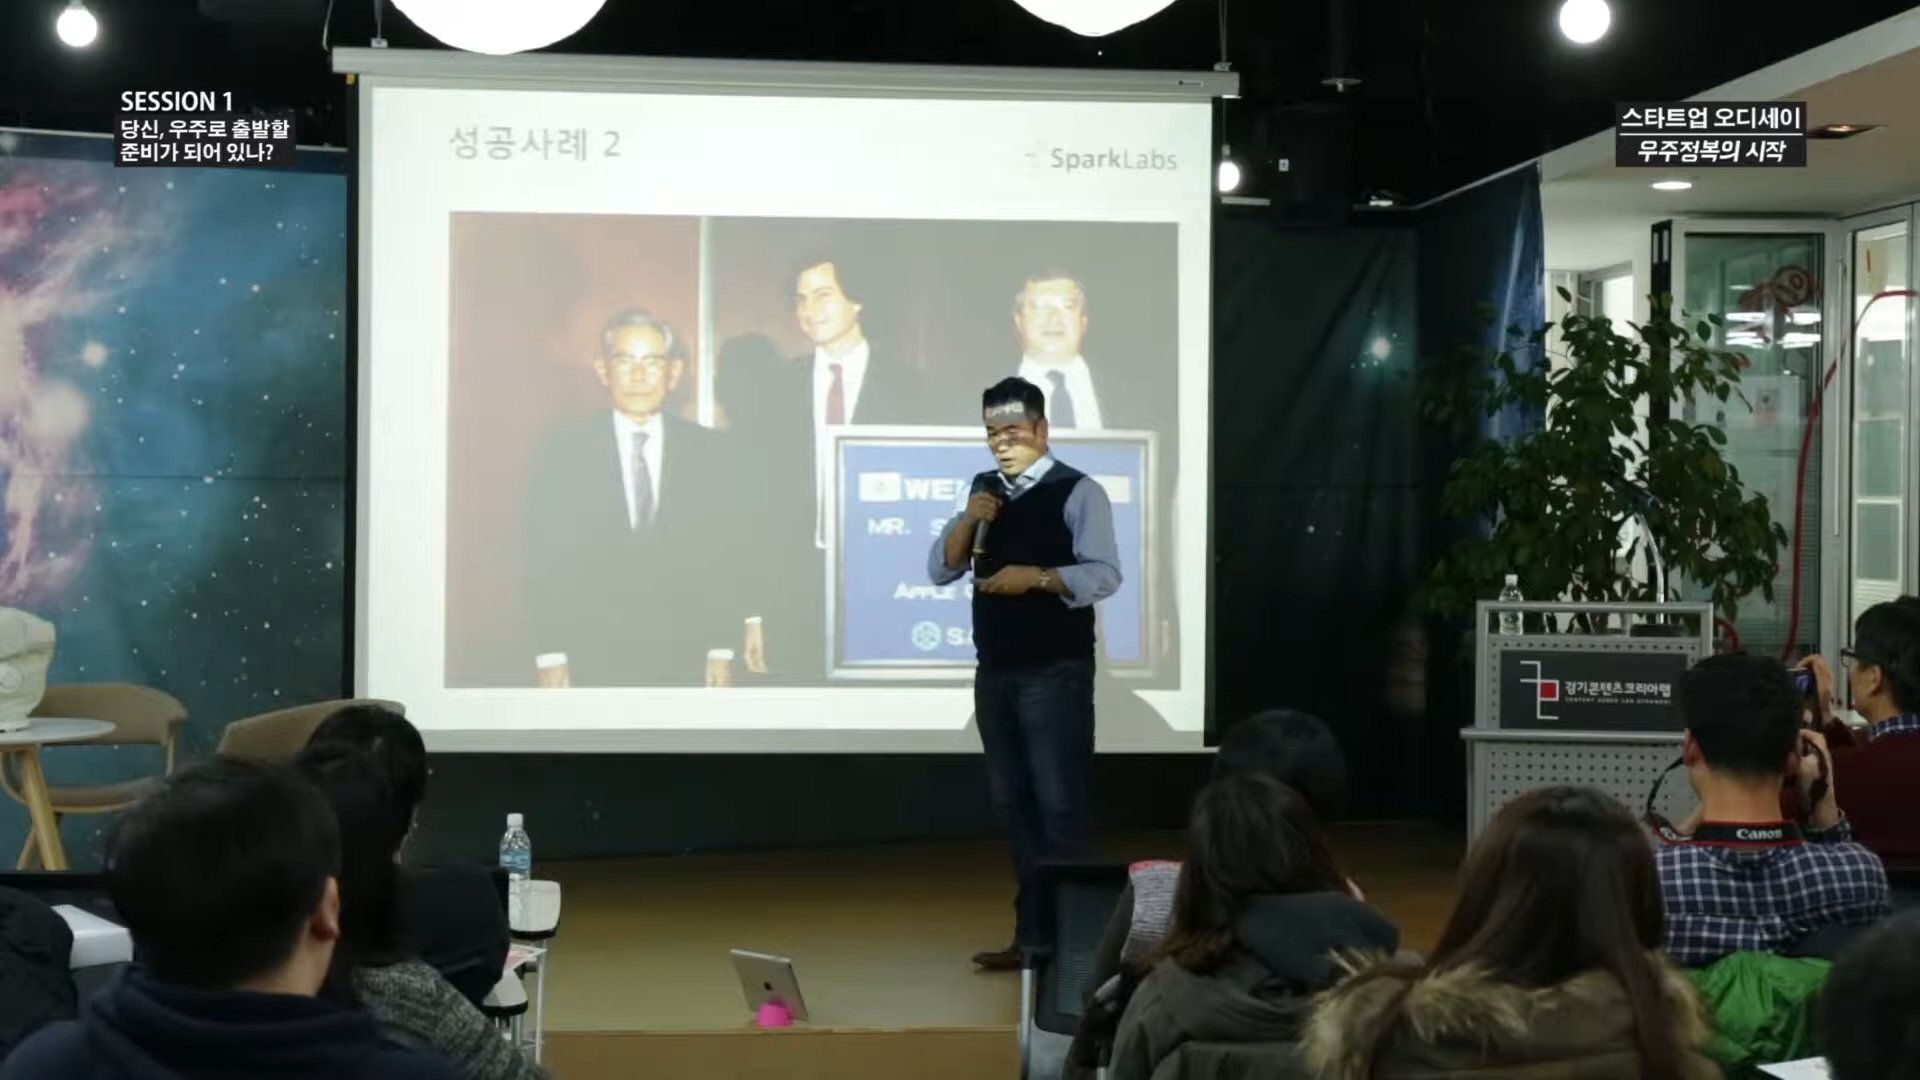 SESSION 1
당신, 우주로 출발할
준비가 되어 있나?
스타트업 오디세이
우주정복의 시작
성공사례 2
SparkLabs
WE
MR. S
APPLE
경기콘텐츠코리아랩
Canon